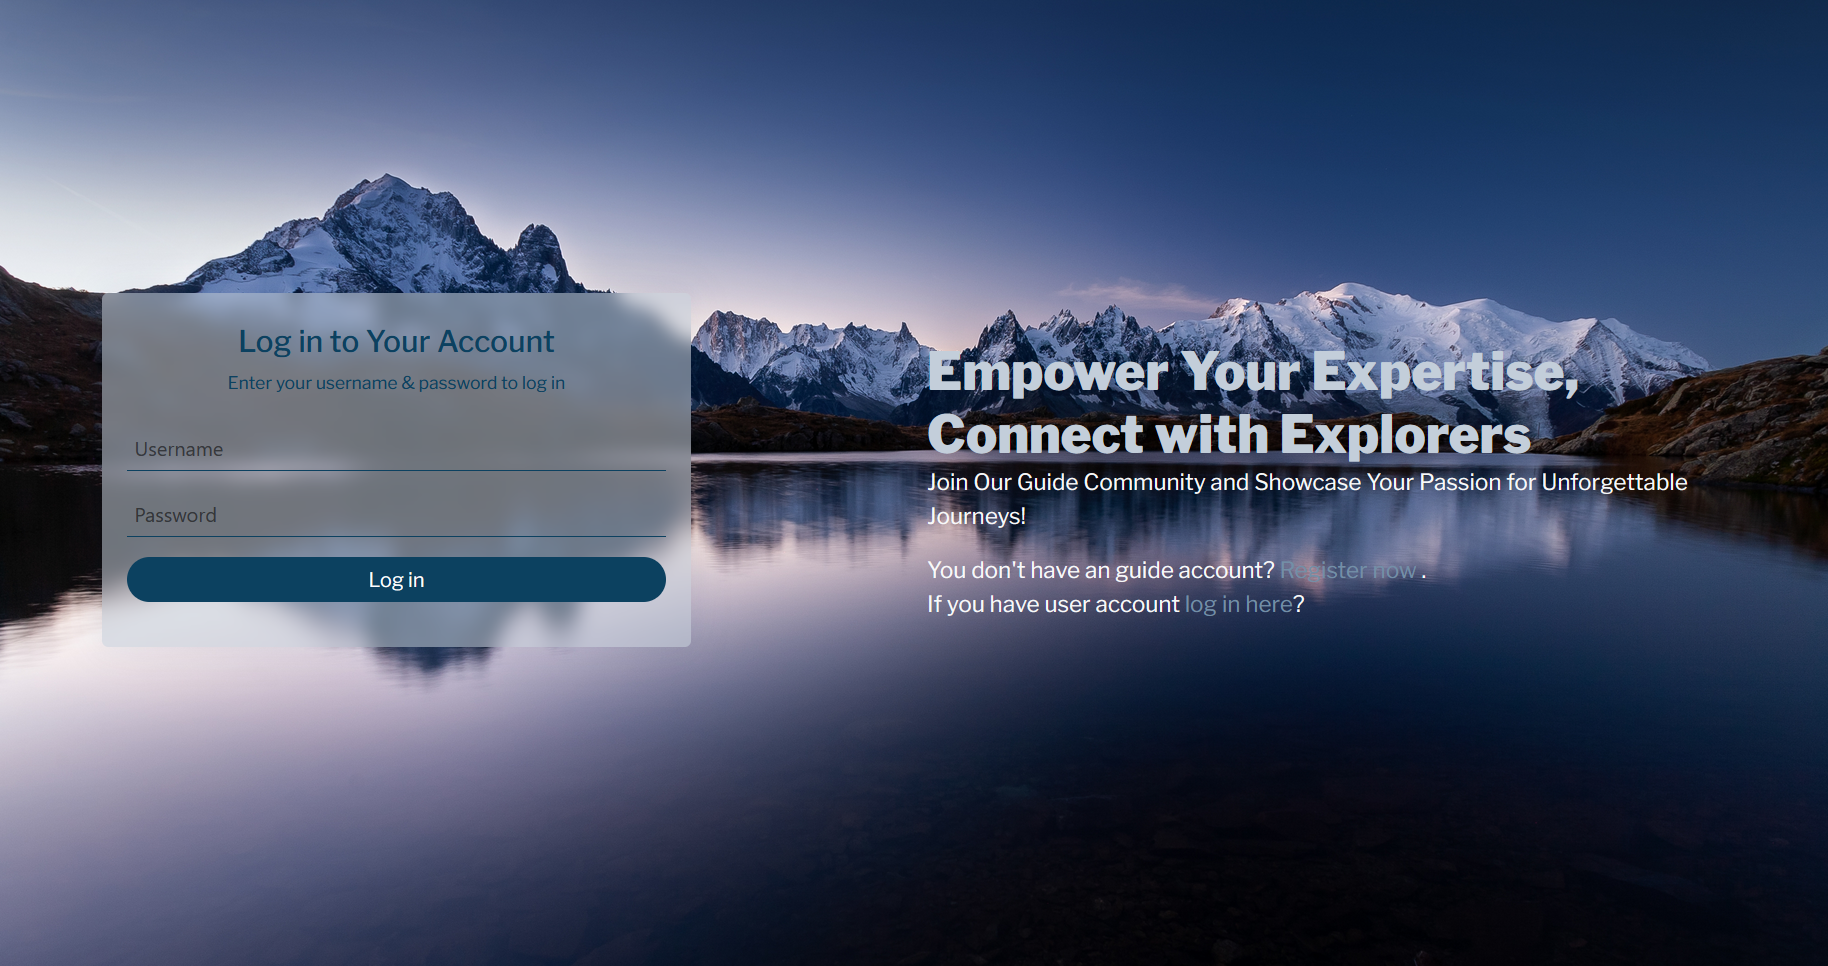 Log in to Your Account
Enter your username & password to log in
Username
Password
Log in
Empower Your Expertise,
Connect with Explorers
Join Our Guide Community and Showcase Your Passion for Unforgettable
Journeys!
You don't have an guide account? Register now .
If you have user account log in here?